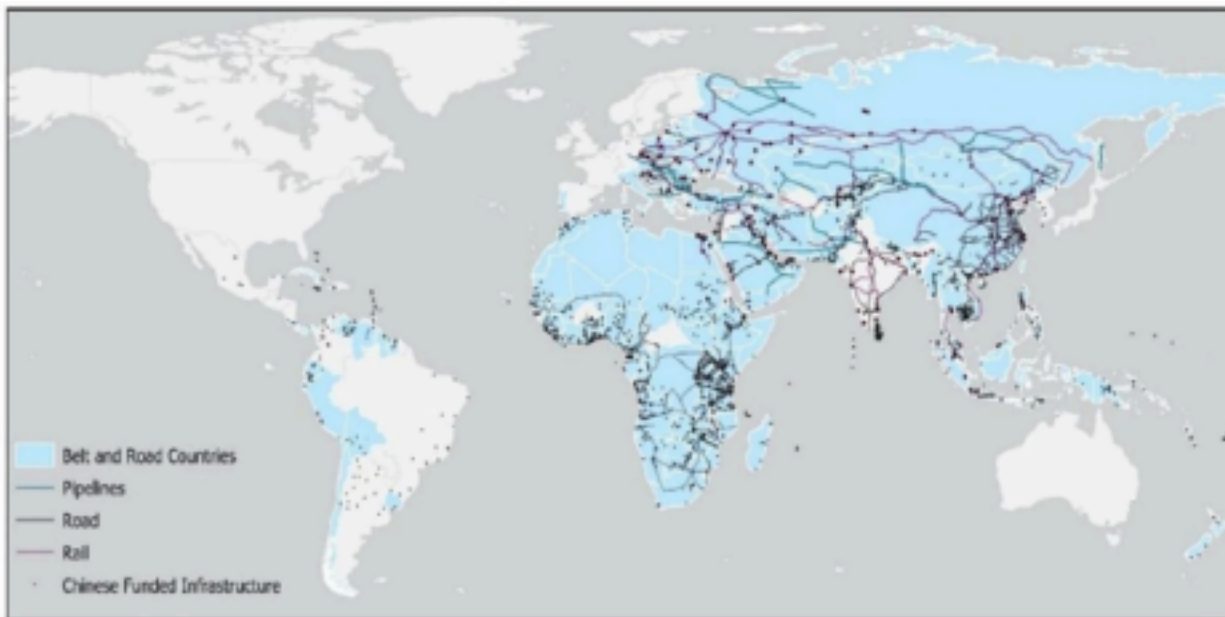 Belt and Road Countries
Pipelines
Road
Rail
Chinese Funded Infrastructure